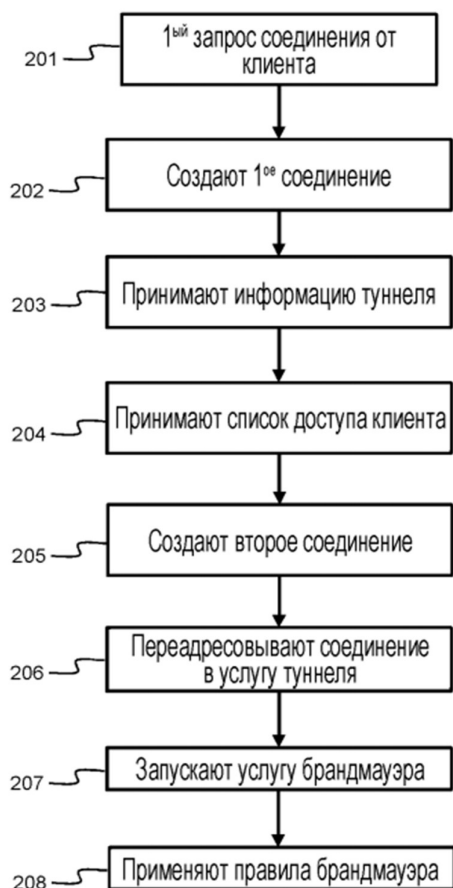 201
1ый запрос соединения от
клиента
202
Создают 1ое соединение
203
Принимают информацию туннеля
204
Принимают список доступа клиента
205
Создают второе соединение
206
Переадресовывают соединение
в услугу туннеля
207
Запускают услугу брандмауэра
208
Применяют правила брандмауэра